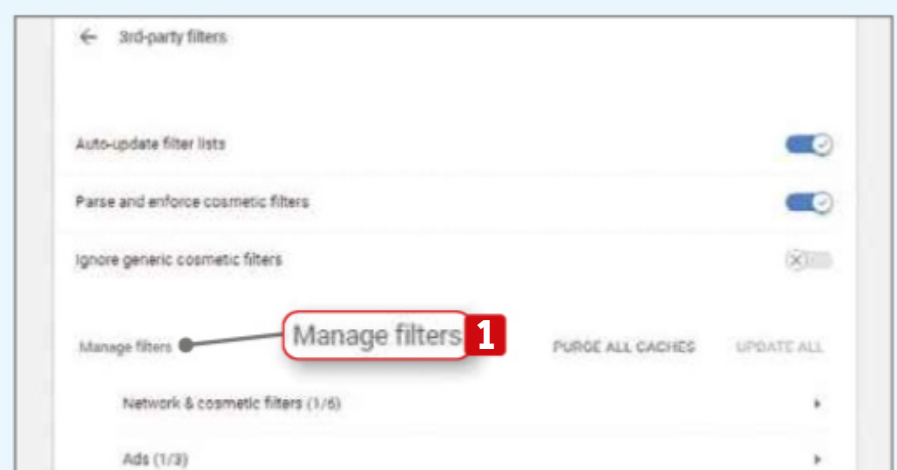 3rd-party filters
Auto-update filter lists
Parse and enforce cosmetic filters
Ignore generic cosmetic filters
Manage filters Manage filters 1 PURGE ALL CACHES UPDATE ALL
Network & cosmetic filters (1/6)
Ads (1/3)